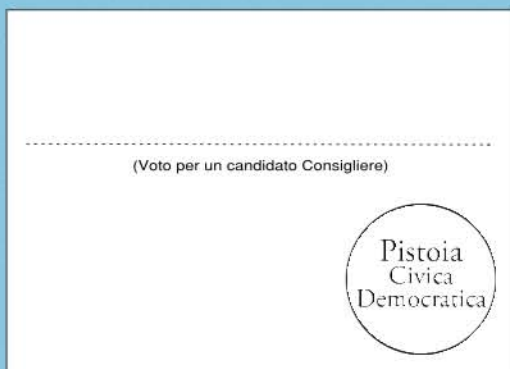 (Voto per un candidato Consigliere)
Pistoia
Civica
Democratica